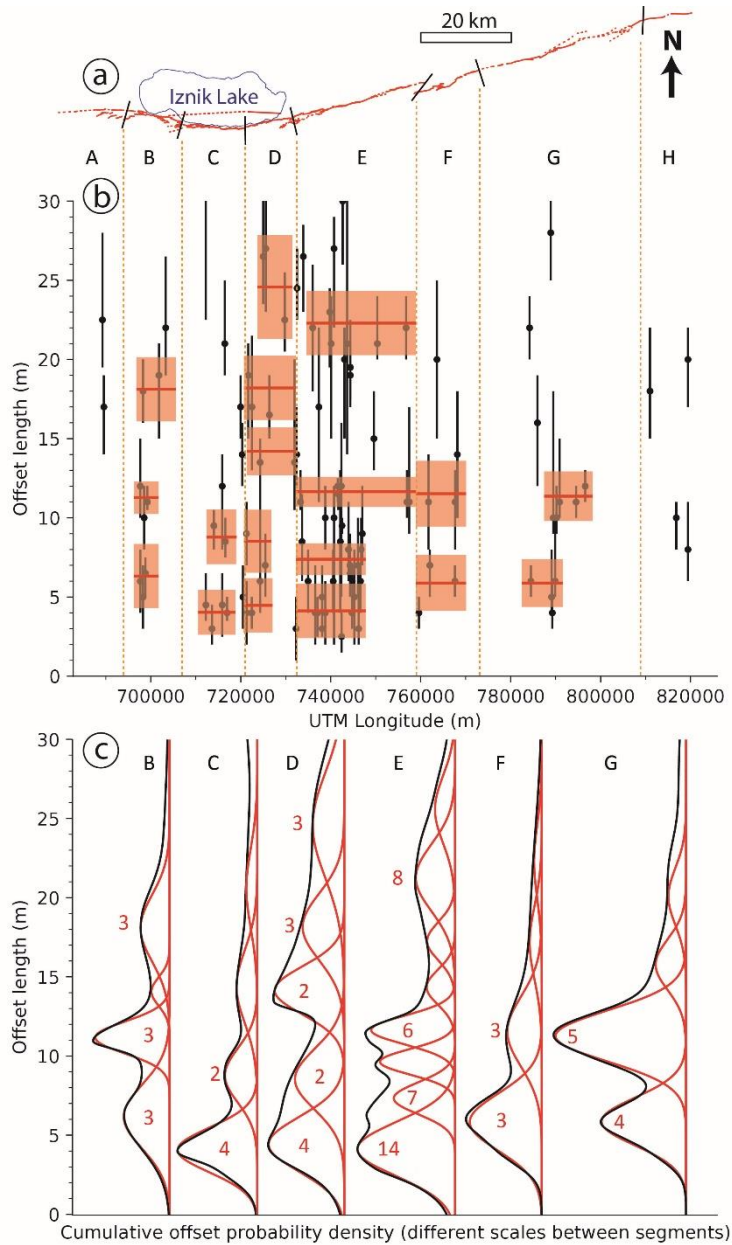 20 km
N
a
Iznik Lake
A B C D E F G H
b
30
25
20
15
10
5
0
Offset length (m)
700000 720000 740000 760000 780000 800000 820000
UTM Longitude (m)
c
B C D E F G
30
25
20
15
10
5
0
Offset length (m)
3
3
3
2
4
3
3
2
2
4
8
6
7
14
3
3
5
4
Cumulative offset probability density (different scales between segments)